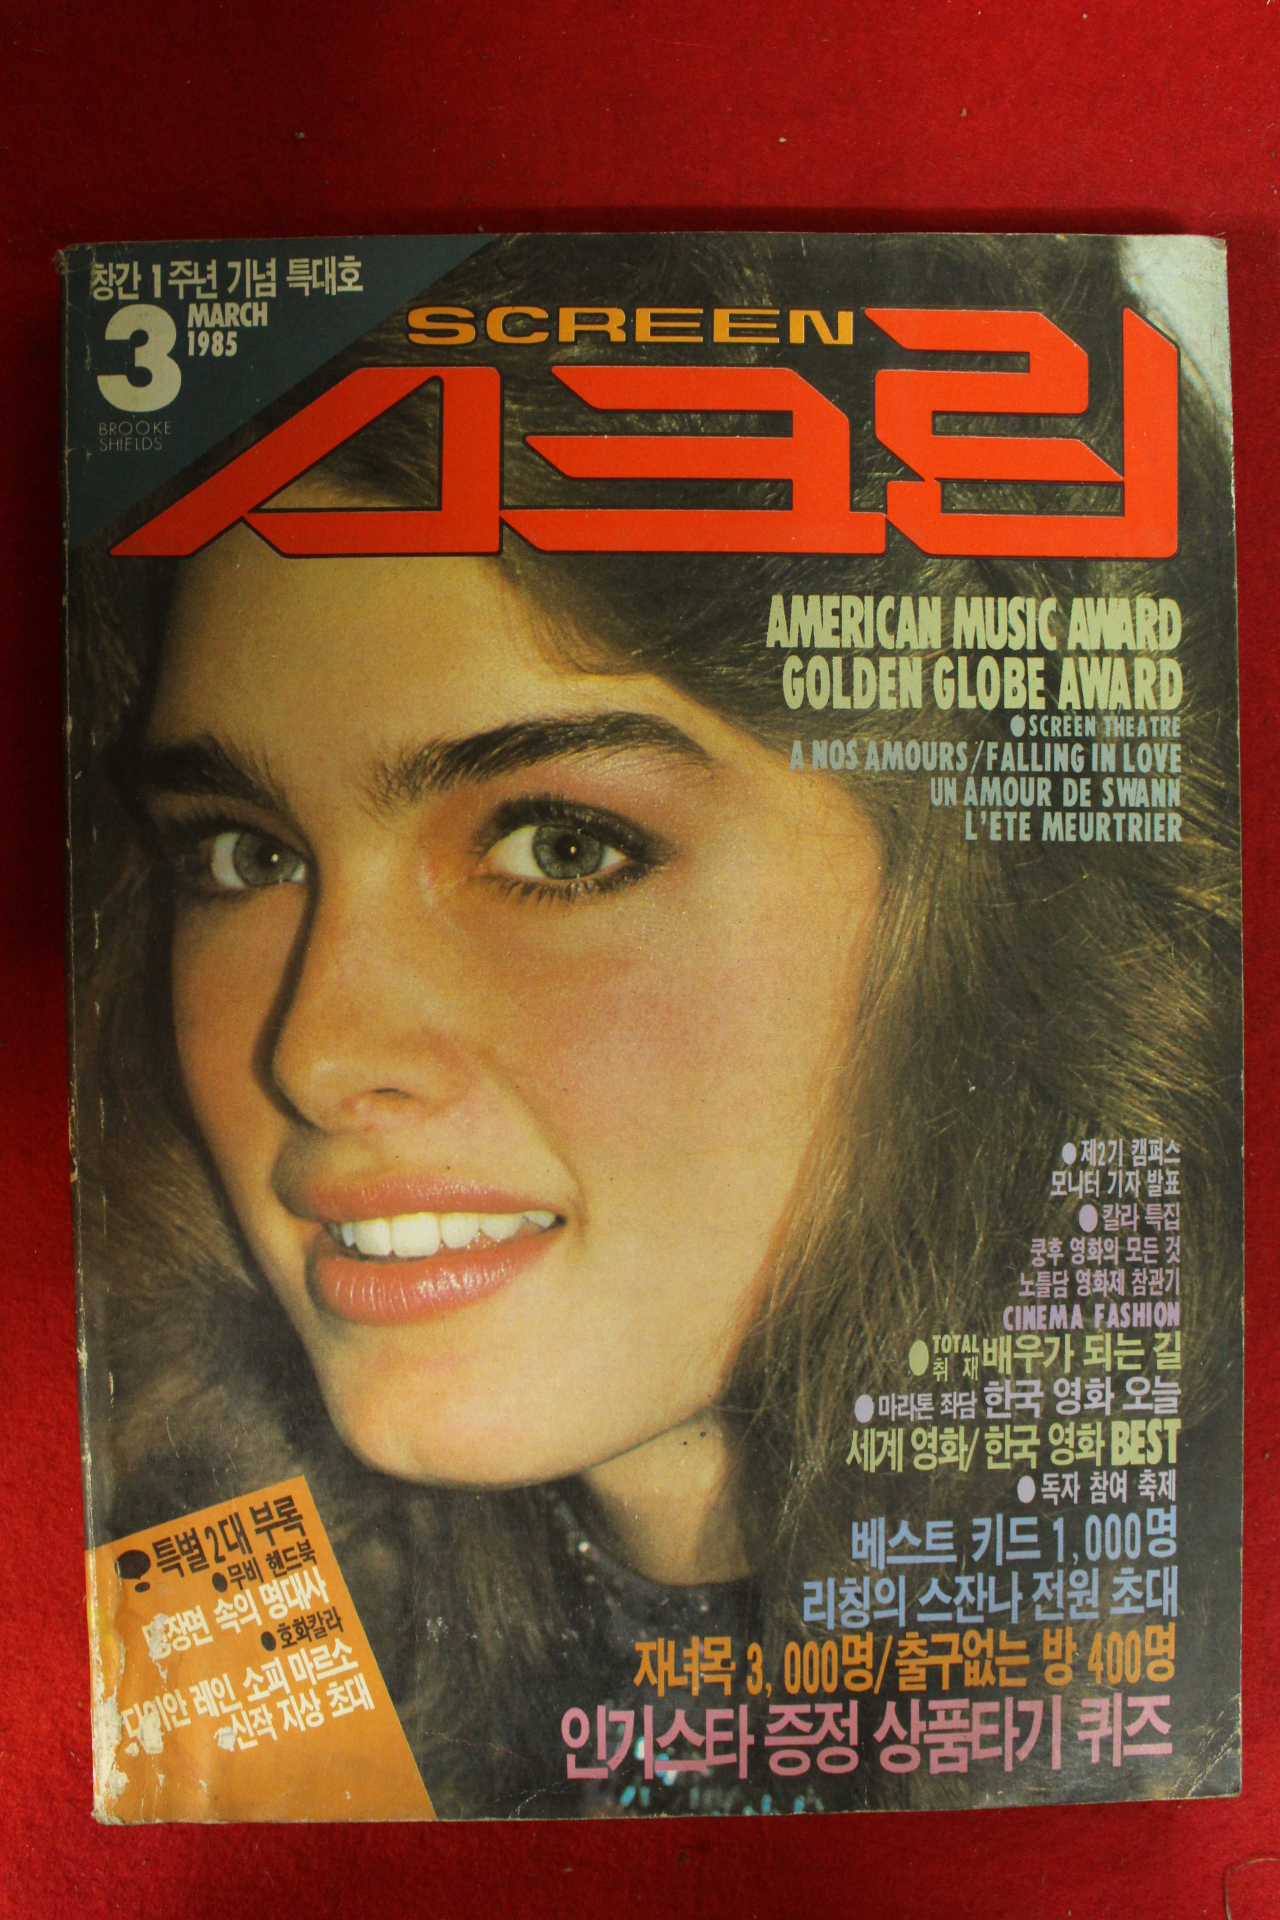 창간 1주년 기념 특대호
3 MARCH
1985
BROOKE
SHIELDS
SCREEN
스크린
AMERICAN MUSIC AWARD
GOLDEN GLOBE AWARD
●SCREEN THEATRE
A NOS AMOURS/FALLING IN LOVE
UN AMOUR DE SWANN
L'ETE MEURTRIER
●제2기 캠퍼스
모니터 기자 발표
●칼라 특집
쿵후 영화의 모든 것
노틀담 영화제 참관기
CINEMA FASHION
●TOTAL 취재 배우가 되는 길
●마라톤 좌담 한국 영화 오늘
세계 영화/한국 영화 BEST
●독자 참여 축제
베스트 키드 1,000명
리칭의 스잔나 전원 초대
자녀목 3,000명/출구없는 방 400명
인기스타 증정 상품타기 퀴즈
특별 2대 부록
●무비 핸드북
명장면 속의 명대사
●호화칼라
다이안 레인, 소피 마르소
신작 지상 초대